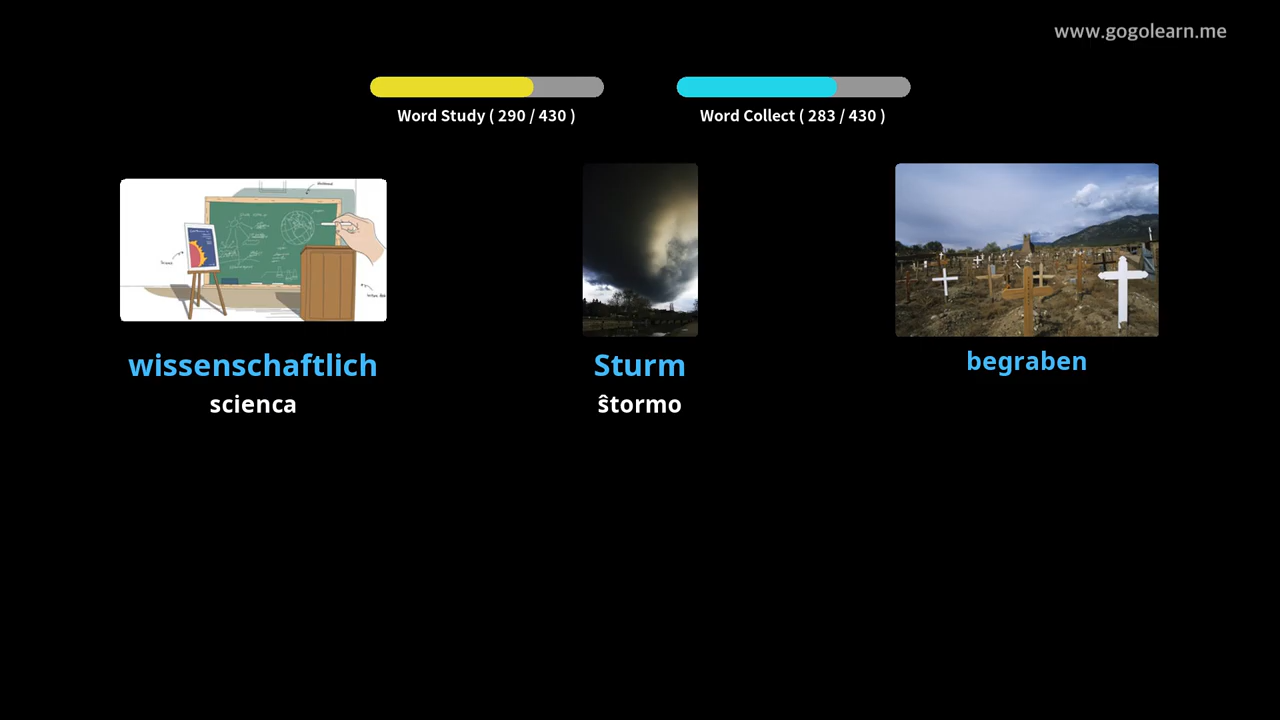 www.gogolearn.me
Word Study ( 290 / 430 )
Word Collect ( 283 / 430 )
wissenschaftlich
Sturm
begraben
scienca
ŝtormo